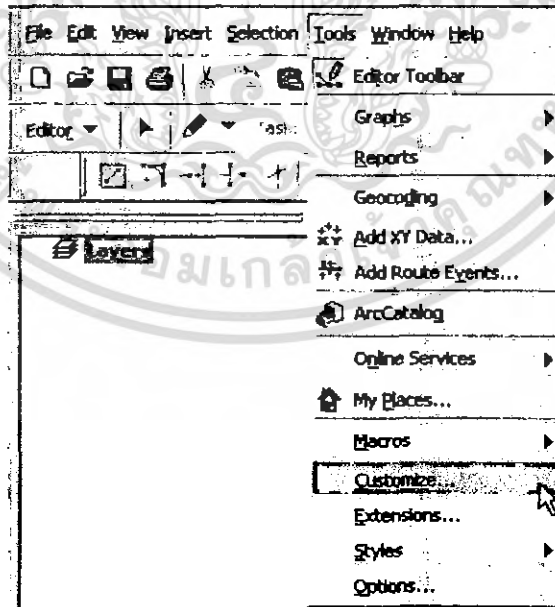 File Edit View Insert Selection Tools Window Help
Editor Toolbar
Editor
Graphs
Reports
Geocoding
Layers
Add XY Data...
Add Route Events...
ArcCatalog
Online Services
My Places...
Macros
Customize...
Extensions...
Styles
Options...